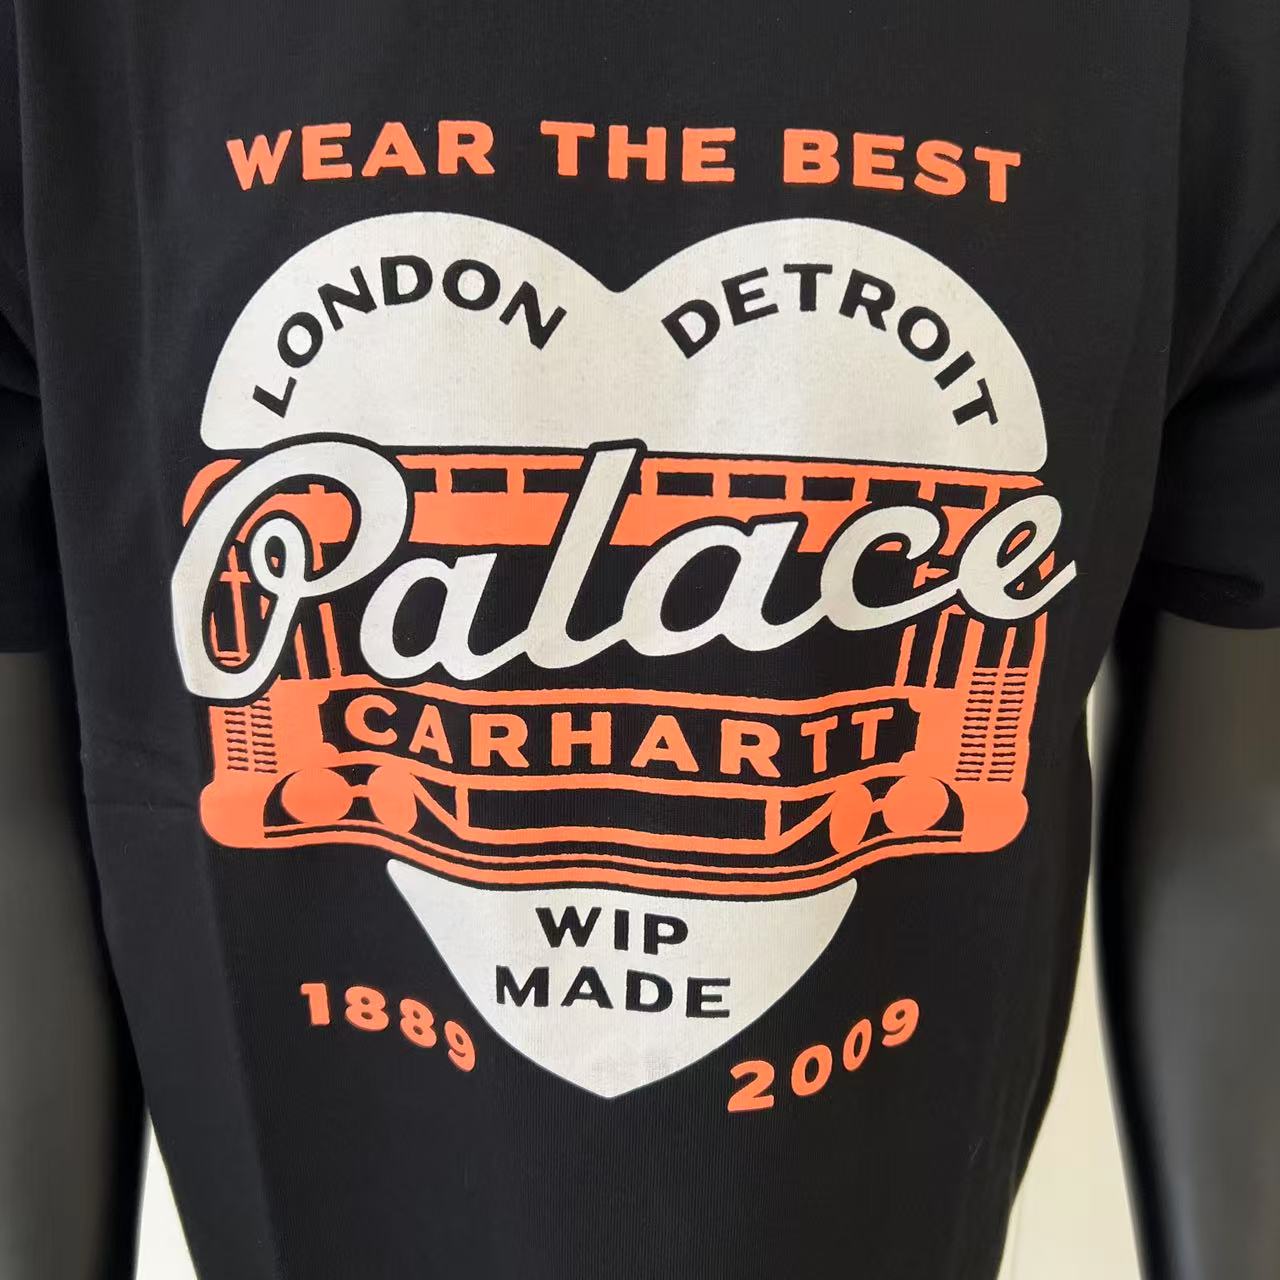 WEAR THE BEST
LONDON DETROIT
Palace
CARHARTT
WIP
MADE
1889 2009